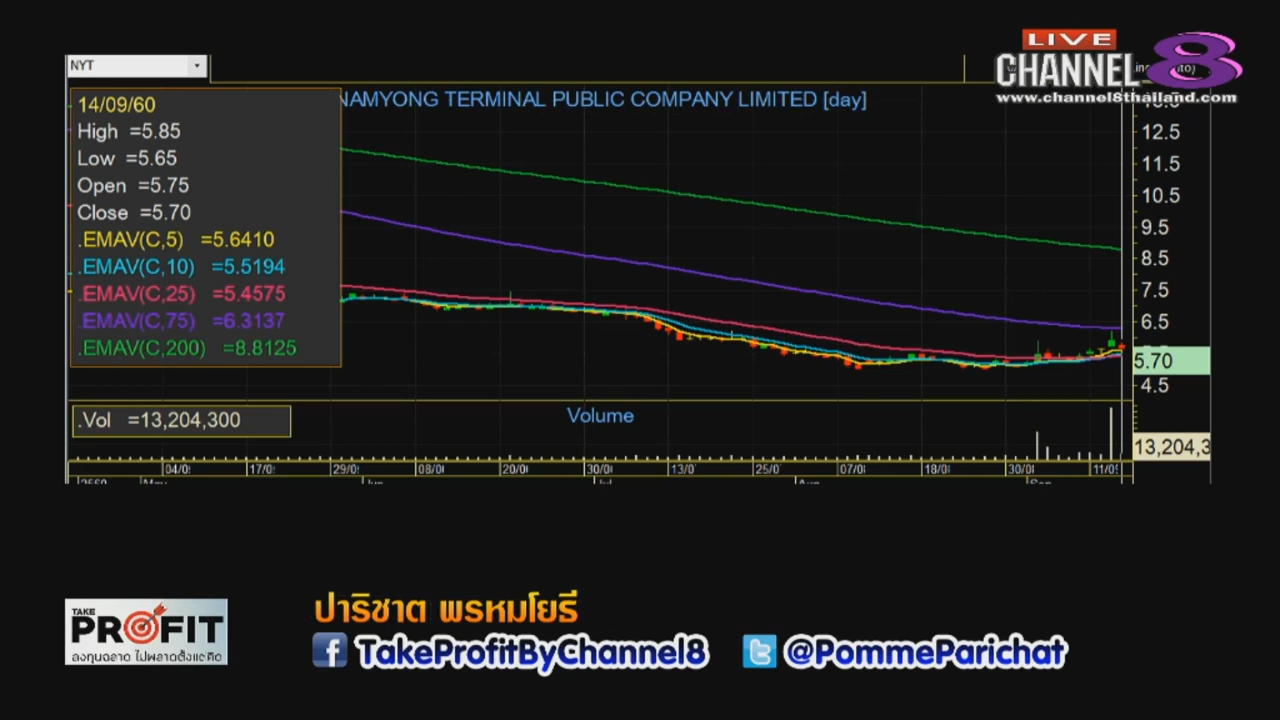 LIVE
CHANNEL 8
www.channel8thailand.com
NYT
NAMYONG TERMINAL PUBLIC COMPANY LIMITED [day]
14/09/60
High =5.85
Low =5.65
Open =5.75
Close =5.70
.EMAV(C,5) =5.6410
.EMAV(C,10) =5.5194
.EMAV(C,25) =5.4575
.EMAV(C,75) =6.3137
.EMAV(C,200) =8.8125
12.5
11.5
10.5
9.5
8.5
7.5
6.5
5.70
4.5
.Vol =13,204,300
Volume
13,204,3
04/0
17/0
29/0
08/0
20/0
30/0
13/0
25/0
07/0
18/0
30/0
11/09
TAKE
PROFIT
ลงทุนฉลาด ไม่พลาดตั้งแต่คิด
ปาริชาต พรหมโยธี
TakeProfitByChannel8
@PommeParichat